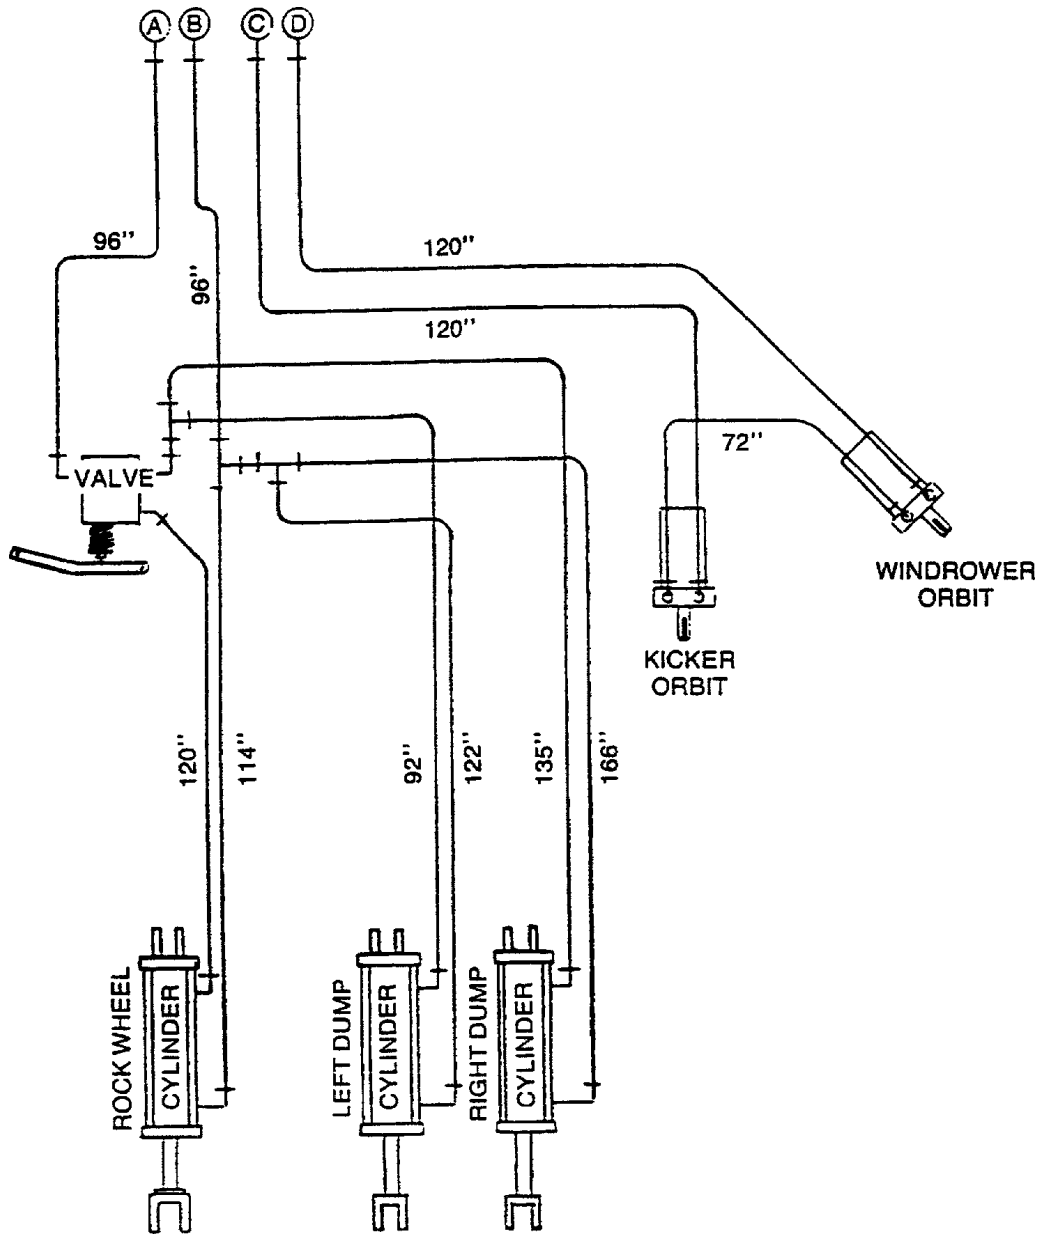 A B C D
96"
96"
120"
120"
72"
VALVE
WINDROWER
ORBIT
KICKER
ORBIT
120"
114"
92"
122"
135"
166"
ROCK WHEEL
CYLINDER
LEFT DUMP
CYLINDER
RIGHT DUMP
CYLINDER